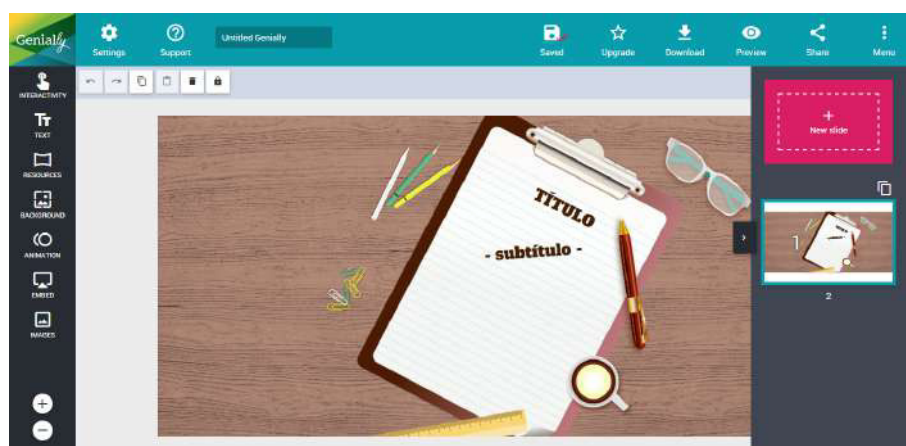 Genially
Settings
Support
Untitled Genially
Saved
Upgrade
Download
Preview
Share
Menu
INTERACTIVITY
TEXT
RESOURCES
BACKGROUND
ANIMATION
EMBED
IMAGES
TÍTULO
- subtítulo -
New slide
1
2